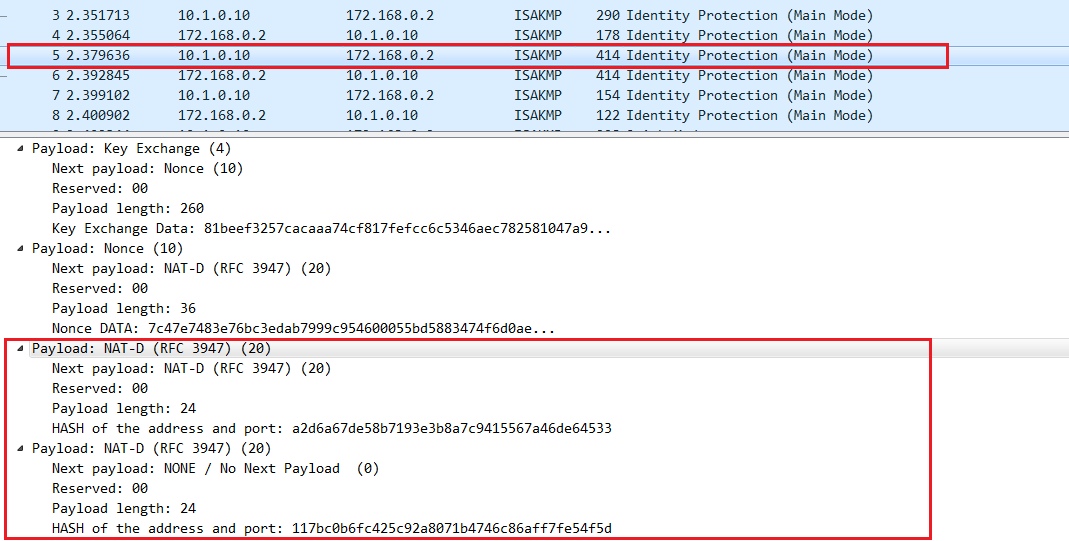 3 2.351713 10.1.0.10 172.168.0.2 ISAKMP 290 Identity Protection (Main Mode)
4 2.355064 172.168.0.2 10.1.0.10 ISAKMP 178 Identity Protection (Main Mode)
5 2.379636 10.1.0.10 172.168.0.2 ISAKMP 414 Identity Protection (Main Mode)
6 2.392845 172.168.0.2 10.1.0.10 ISAKMP 414 Identity Protection (Main Mode)
7 2.399102 10.1.0.10 172.168.0.2 ISAKMP 154 Identity Protection (Main Mode)
8 2.400902 172.168.0.2 10.1.0.10 ISAKMP 122 Identity Protection (Main Mode)
Payload: Key Exchange (4)
Next payload: Nonce (10)
Reserved: 00
Payload length: 260
Key Exchange Data: 81beef3257cacaaa74cf817fefcc6c5346aec782581047a9...
Payload: Nonce (10)
Next payload: NAT-D (RFC 3947) (20)
Reserved: 00
Payload length: 36
Nonce DATA: 7c47e7483e76bc3edab7999c954600055bd5883474f6d0ae...
Payload: NAT-D (RFC 3947) (20)
Next payload: NAT-D (RFC 3947) (20)
Reserved: 00
Payload length: 24
HASH of the address and port: a2d6a67de58b7193e3b8a7c9415567a46de64533
Payload: NAT-D (RFC 3947) (20)
Next payload: NONE / No Next Payload  (0)
Reserved: 00
Payload length: 24
HASH of the address and port: 117bc0b6fc425c92a8071b4746c86aff7fe54f5d